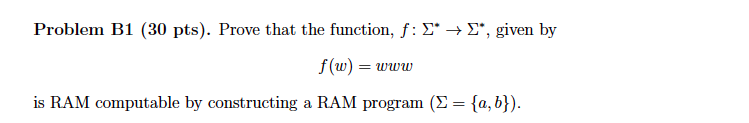 Problem B1 (30 pts). Prove that the function, f : Σ* → Σ*, given by
f(w) = www
is RAM computable by constructing a RAM program (Σ = {a, b}).